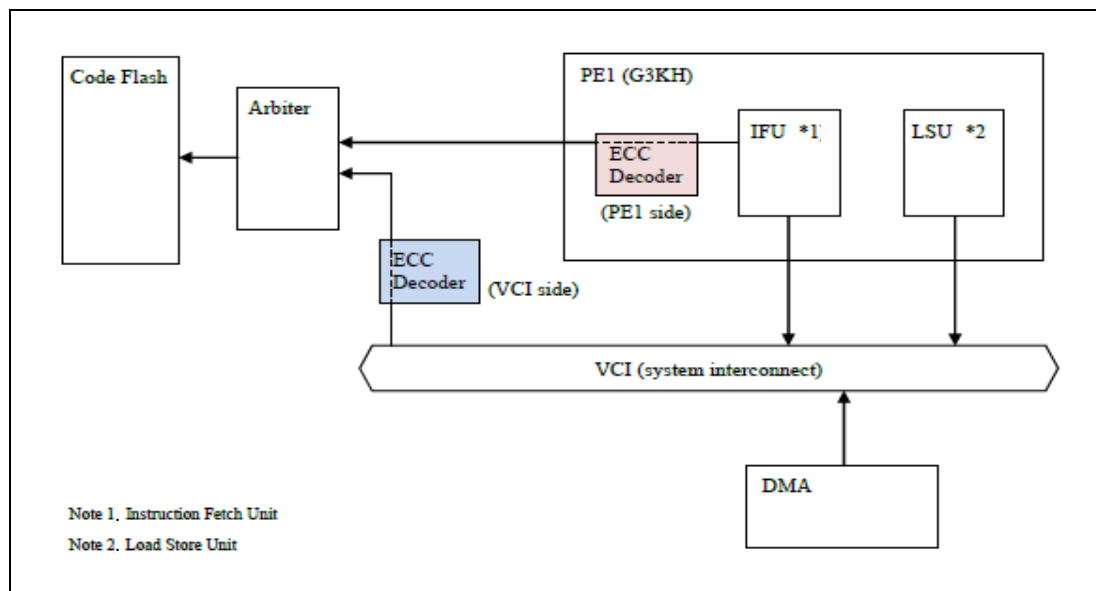 Code Flash
Arbiter
PE1 (G3KH)
IFU *1)
LSU *2
ECC
Decoder
(PE1 side)
ECC
Decoder
(VCI side)
VCI (system interconnect)
DMA
Note 1. Instruction Fetch Unit
Note 2. Load Store Unit